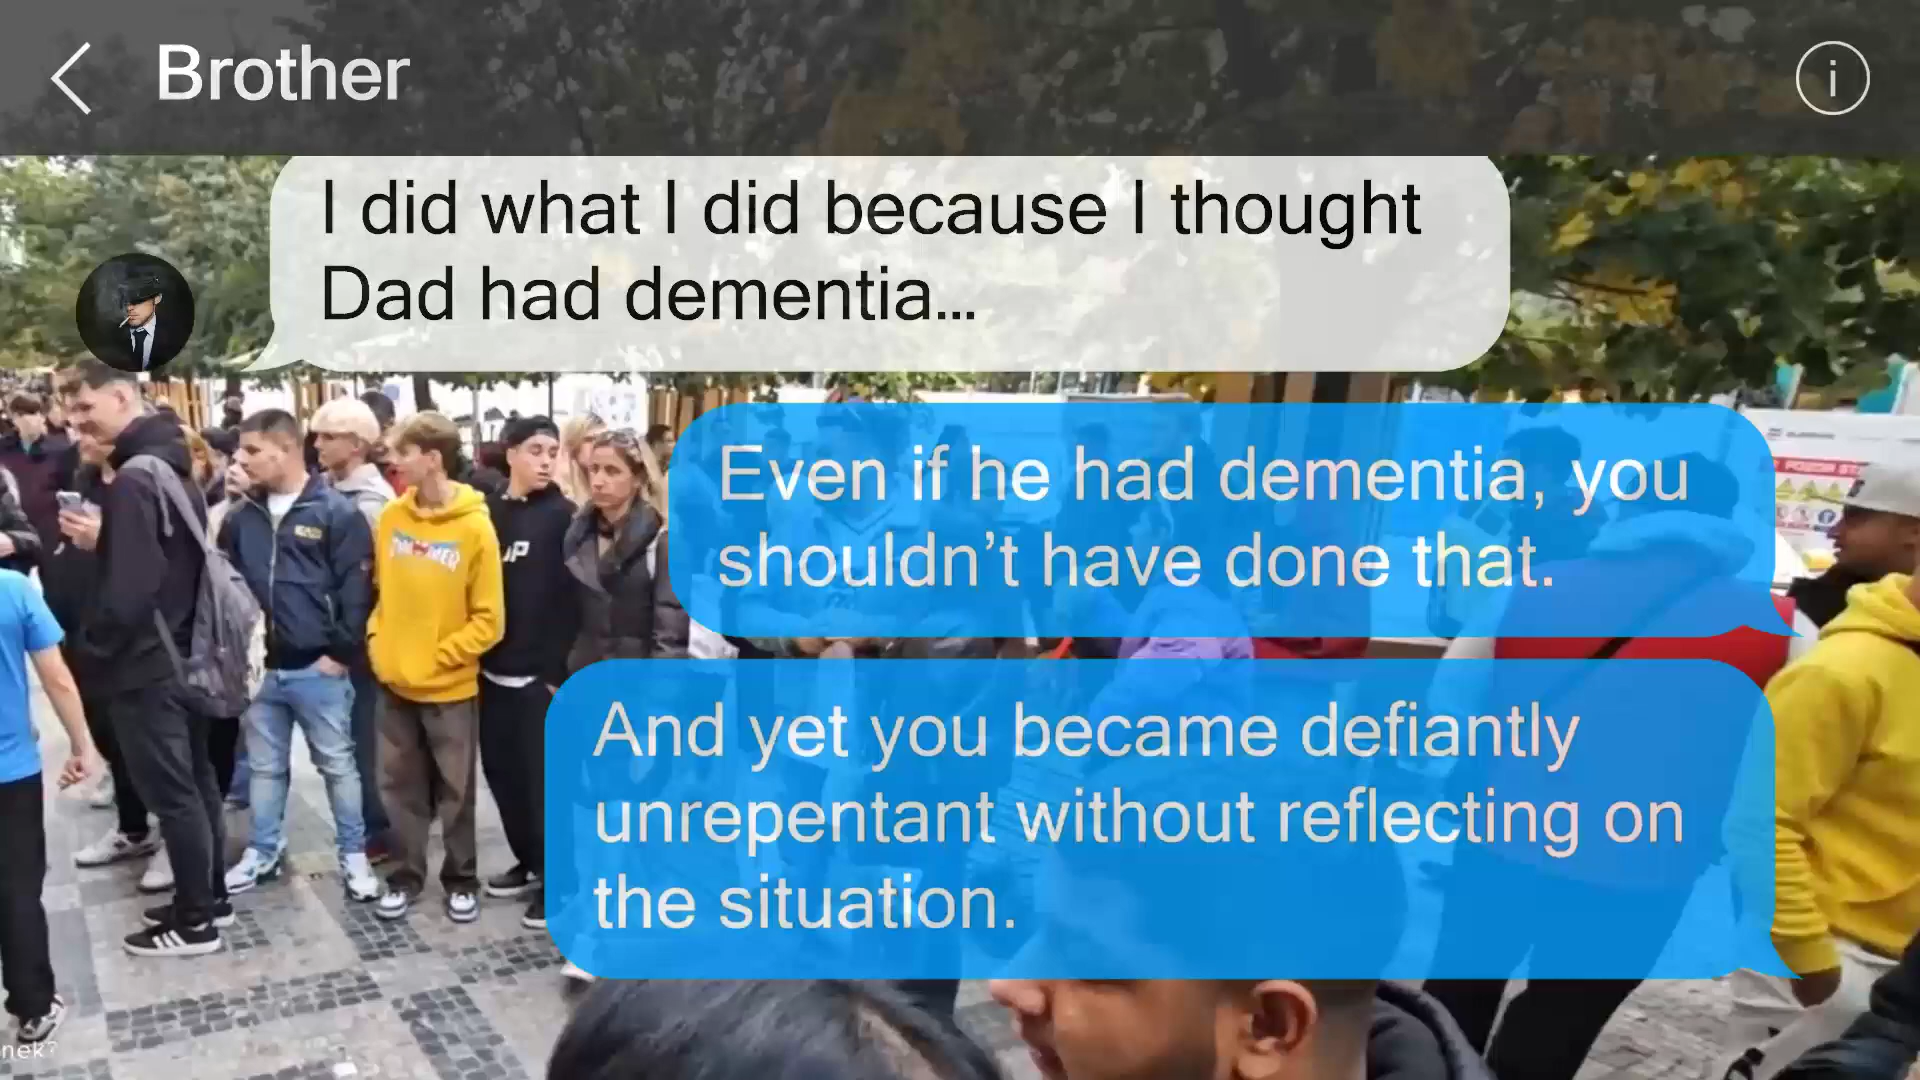 Brother
i
I did what I did because I thought
Dad had dementia...
Even if he had dementia, you
shouldn't have done that.
And yet you became defiantly
unrepentant without reflecting on
the situation.
nek?